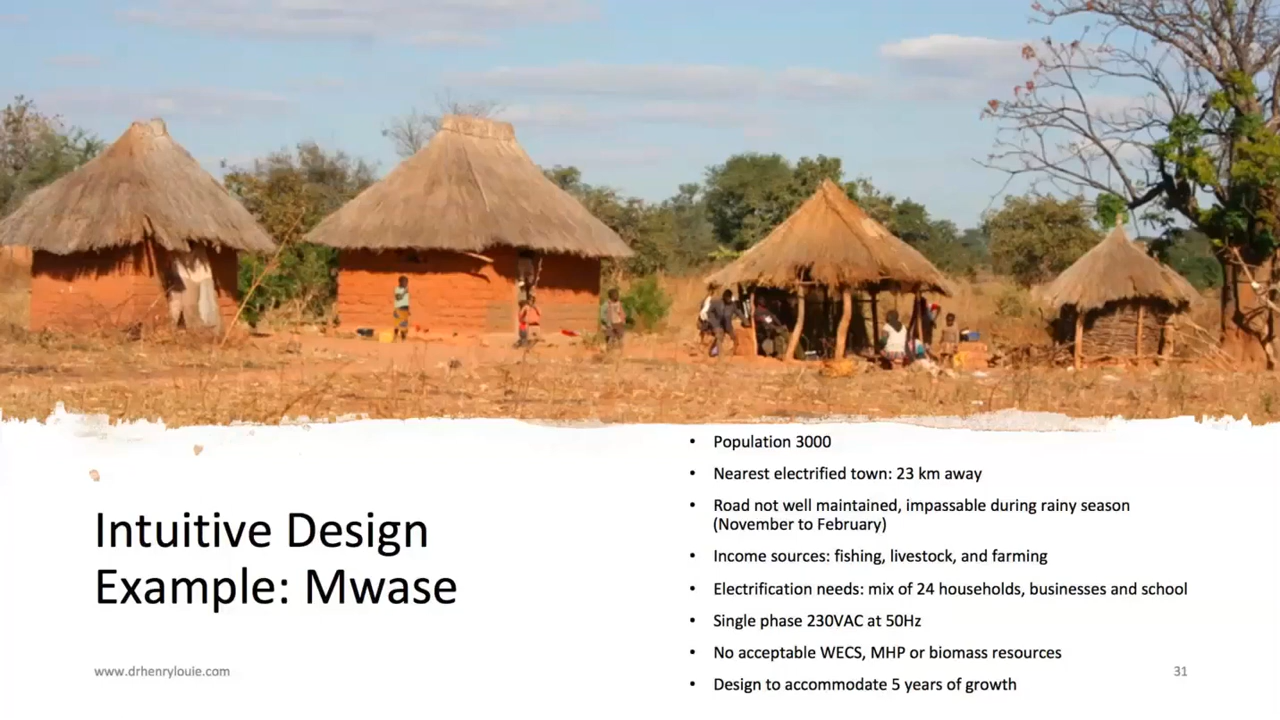 Intuitive Design
Example: Mwase
• Population 3000
• Nearest electrified town: 23 km away
• Road not well maintained, impassable during rainy season
(November to February)
• Income sources: fishing, livestock, and farming
• Electrification needs: mix of 24 households, businesses and school
• Single phase 230VAC at 50Hz
• No acceptable WECS, MHP or biomass resources
• Design to accommodate 5 years of growth
www.drhenrylouie.com
31